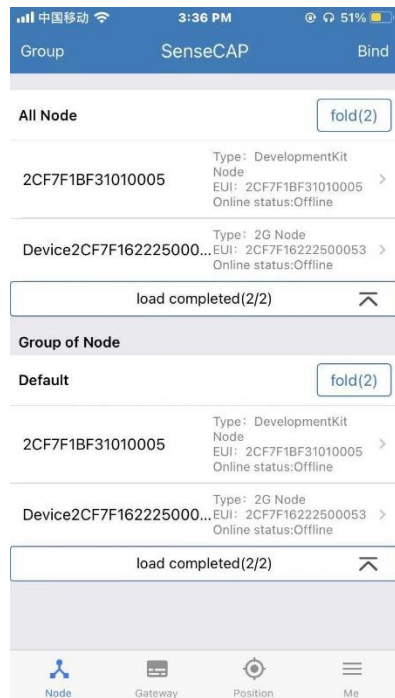 中国移动 3:36 PM 51%
Group SenseCAP Bind
All Node fold(2)
2CF7F1BF31010005
Type: DevelopmentKit
Node
EUI: 2CF7F1BF31010005
Online status:Offline
Device2CF7F162225000...
Type: 2G Node
EUI: 2CF7F16222500053
Online status:Offline
load completed(2/2)
Group of Node
Default fold(2)
2CF7F1BF31010005
Type: DevelopmentKit
Node
EUI: 2CF7F1BF31010005
Online status:Offline
Device2CF7F162225000...
Type: 2G Node
EUI: 2CF7F16222500053
Online status:Offline
load completed(2/2)
Node Gateway Position Me